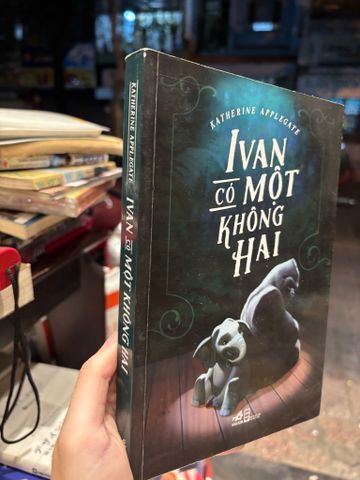 KATHERINE APPLEGATE
IVAN
CÓ MỘT
KHÔNG
HAI
KATHERINE APPLEGATE
IVAN CÓ MỘT KHÔNG HAI